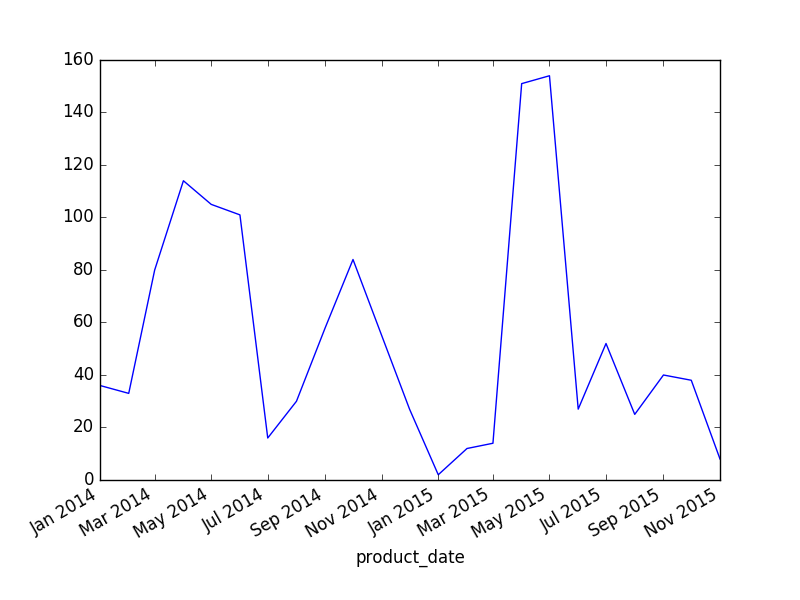 160
140
120
100
80
60
40
20
0
Jan 2014
Mar 2014
May 2014
Jul 2014
Sep 2014
Nov 2014
Jan 2015
Mar 2015
May 2015
Jul 2015
Sep 2015
Nov 2015
product_date